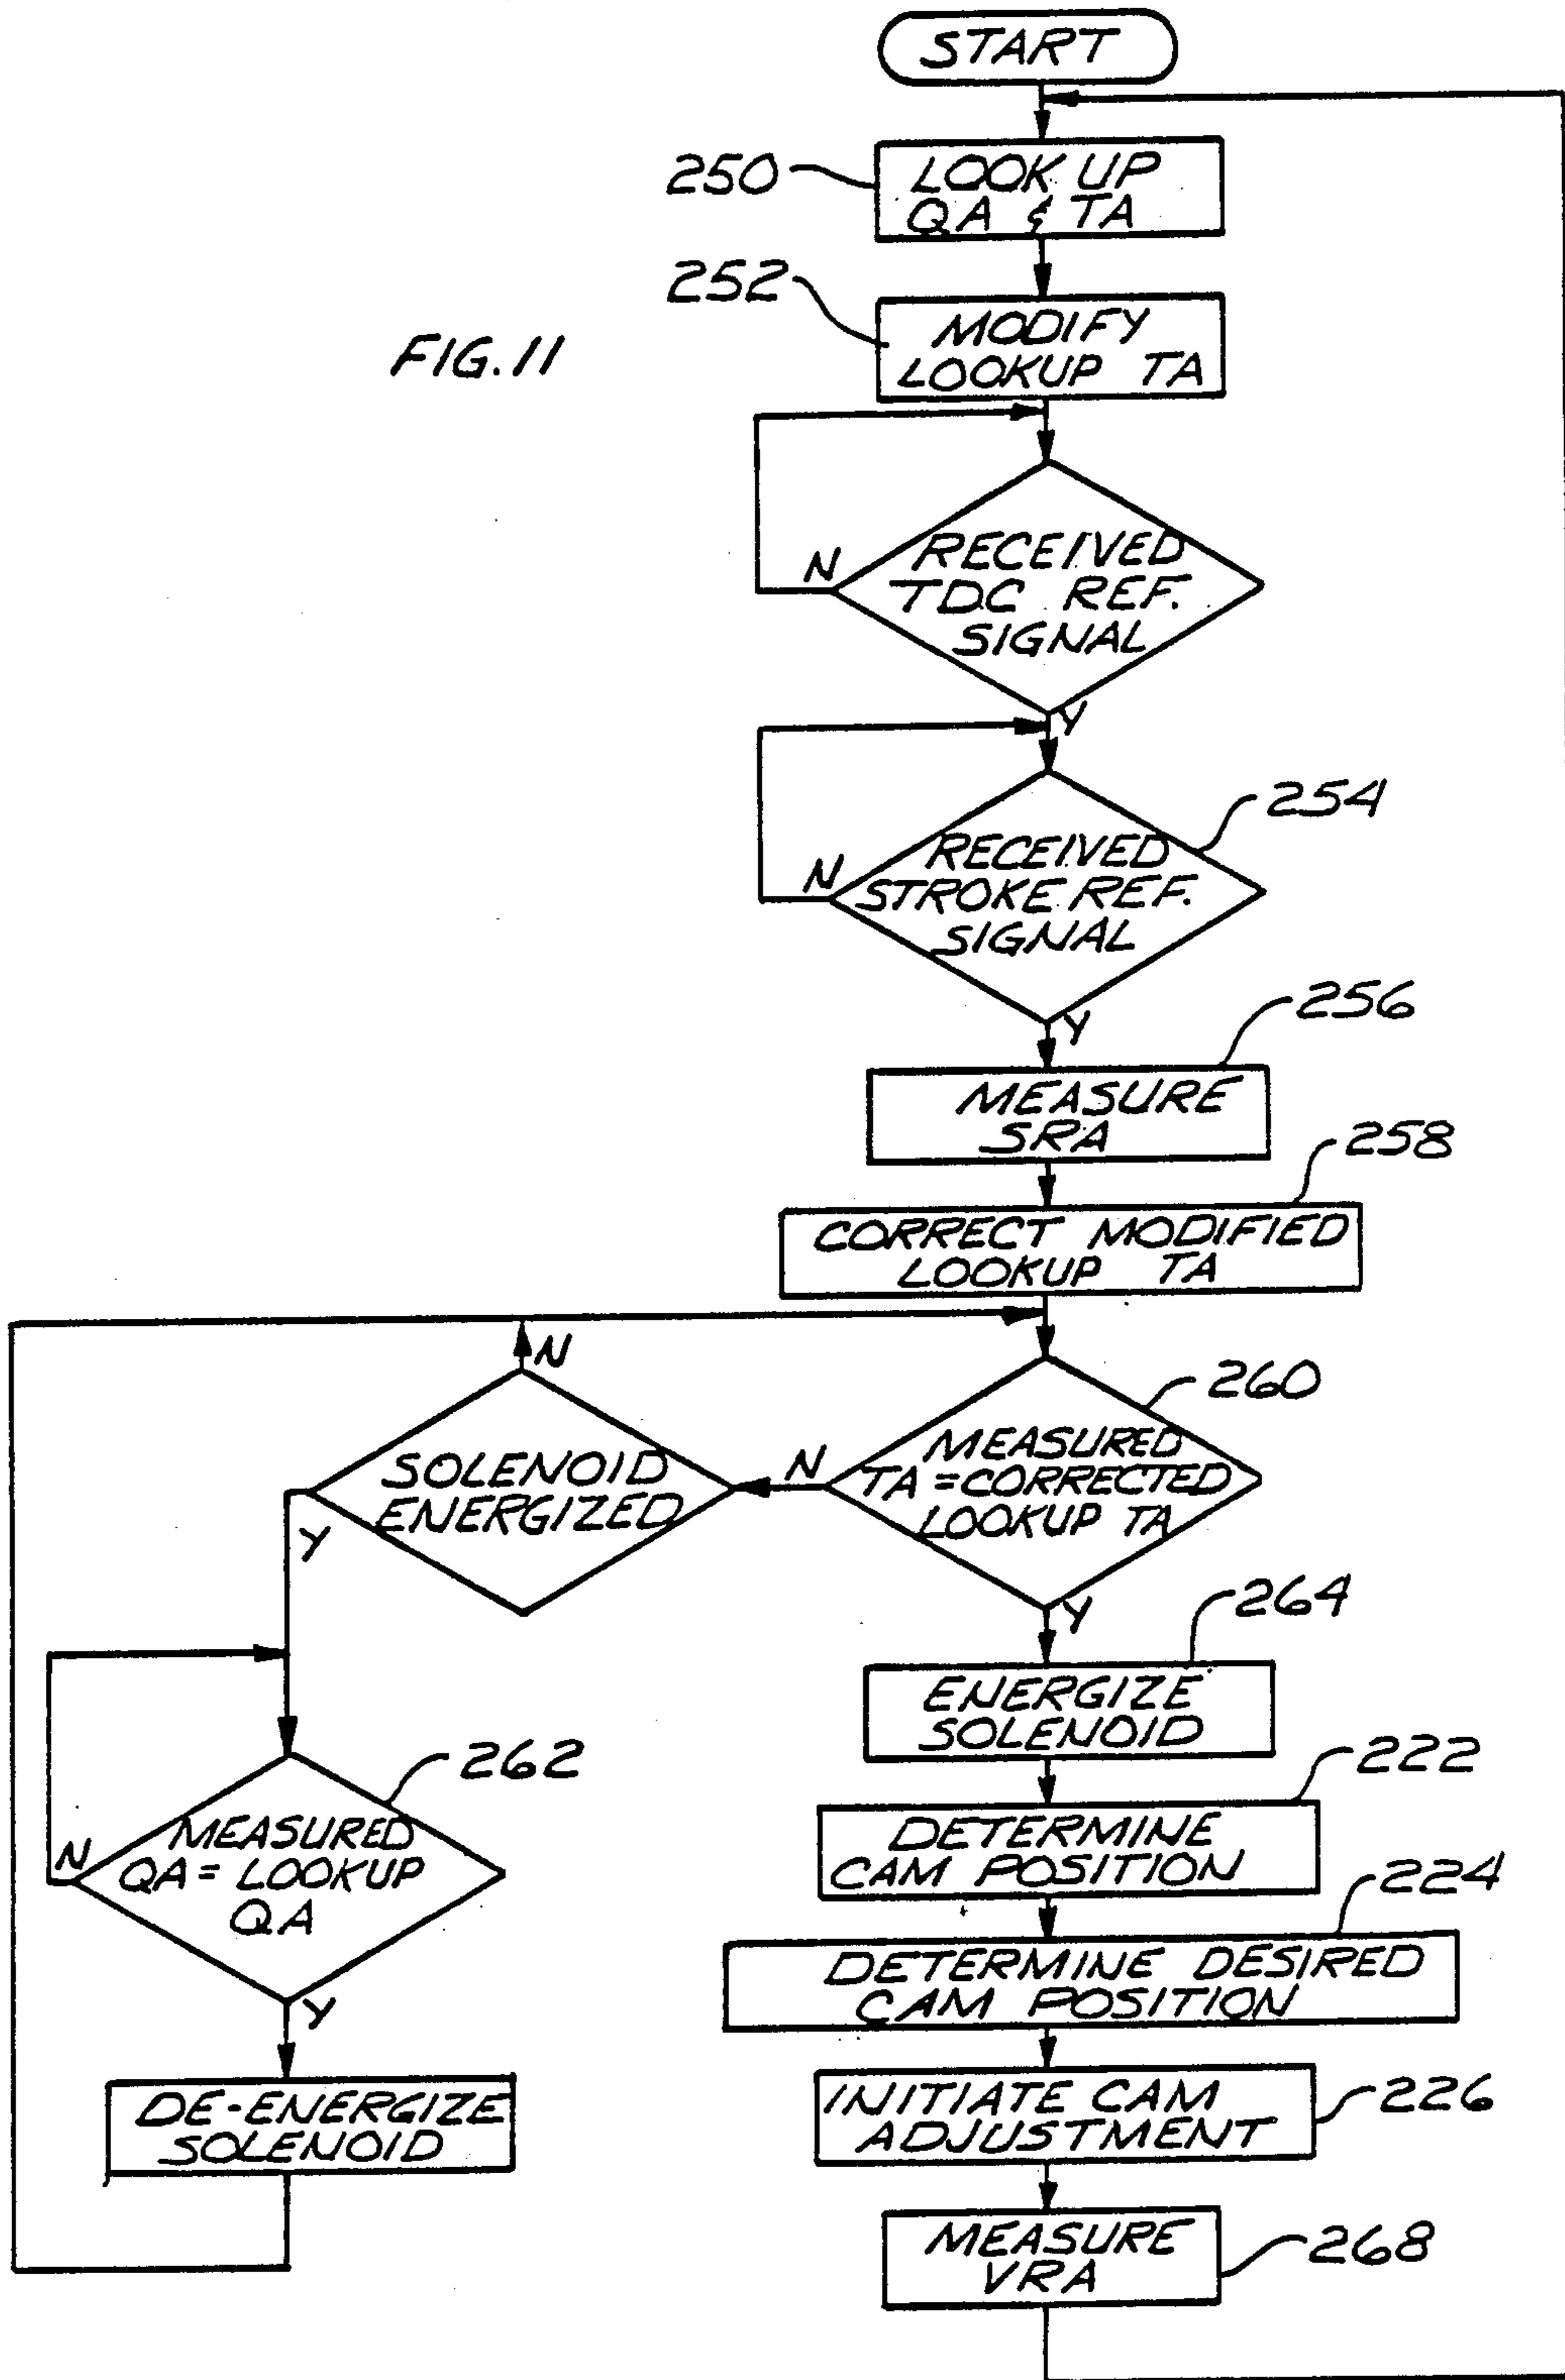 START
250
LOOK UP
QA & TA
252
MODIFY
LOOKUP TA
FIG. 11
RECEIVED
TDC REF.
SIGNAL
N
Y
254
RECEIVED
STROKE REF.
SIGNAL
N
Y
256
MEASURE
SRA
258
CORRECT MODIFIED
LOOKUP TA
260
MEASURED
TA = CORRECTED
LOOKUP TA
N
Y
SOLENOID
ENERGIZED
N
Y
264
ENERGIZE
SOLENOID
262
MEASURED
QA = LOOKUP
QA
N
Y
DE-ENERGIZE
SOLENOID
222
DETERMINE
CAM POSITION
224
DETERMINE DESIRED
CAM POSITION
226
INITIATE CAM
ADJUSTMENT
268
MEASURE
VRA